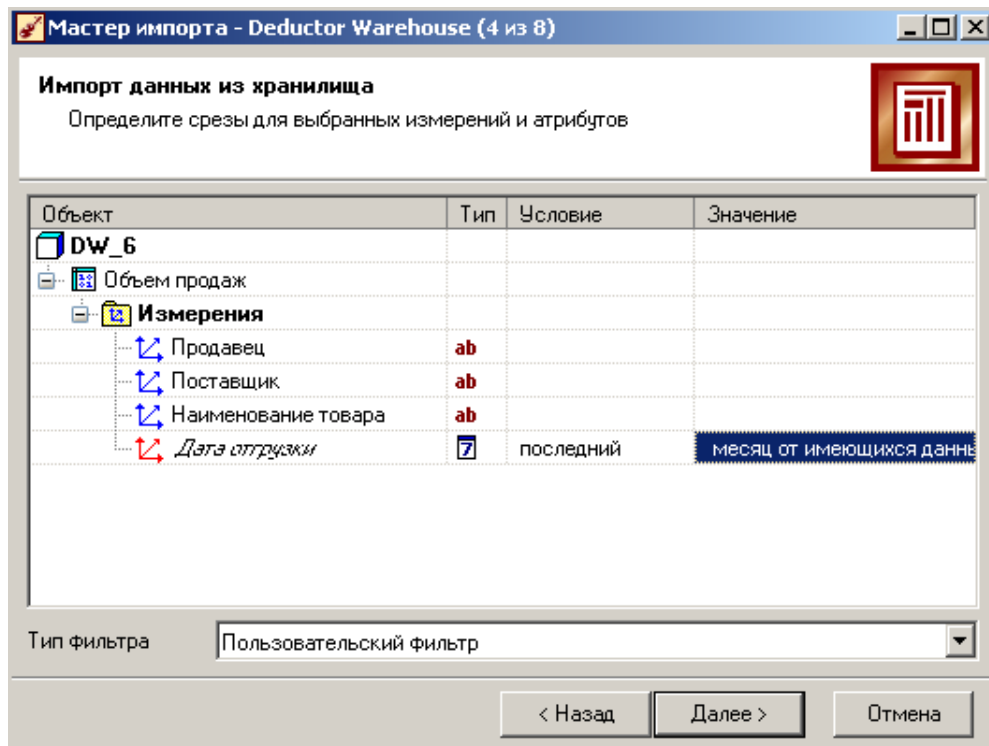 Мастер импорта - Deductor Warehouse (4 из 8)
Импорт данных из хранилища
Определите срезы для выбранных измерений и атрибутов
Объект Тип Условие Значение
DW_6
Объем продаж
Измерения
Продавец ab
Поставщик ab
Наименование товара ab
Дата отгрузки 7 последний месяц от имеющихся данны
Тип фильтра Пользовательский фильтр
< Назад Далее > Отмена